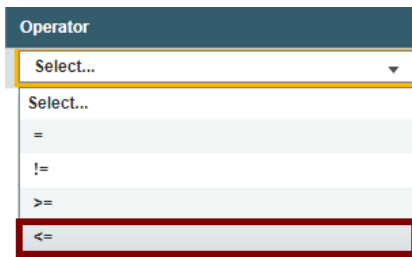 Operator
Select...
Select...
=
!=
>=
<=